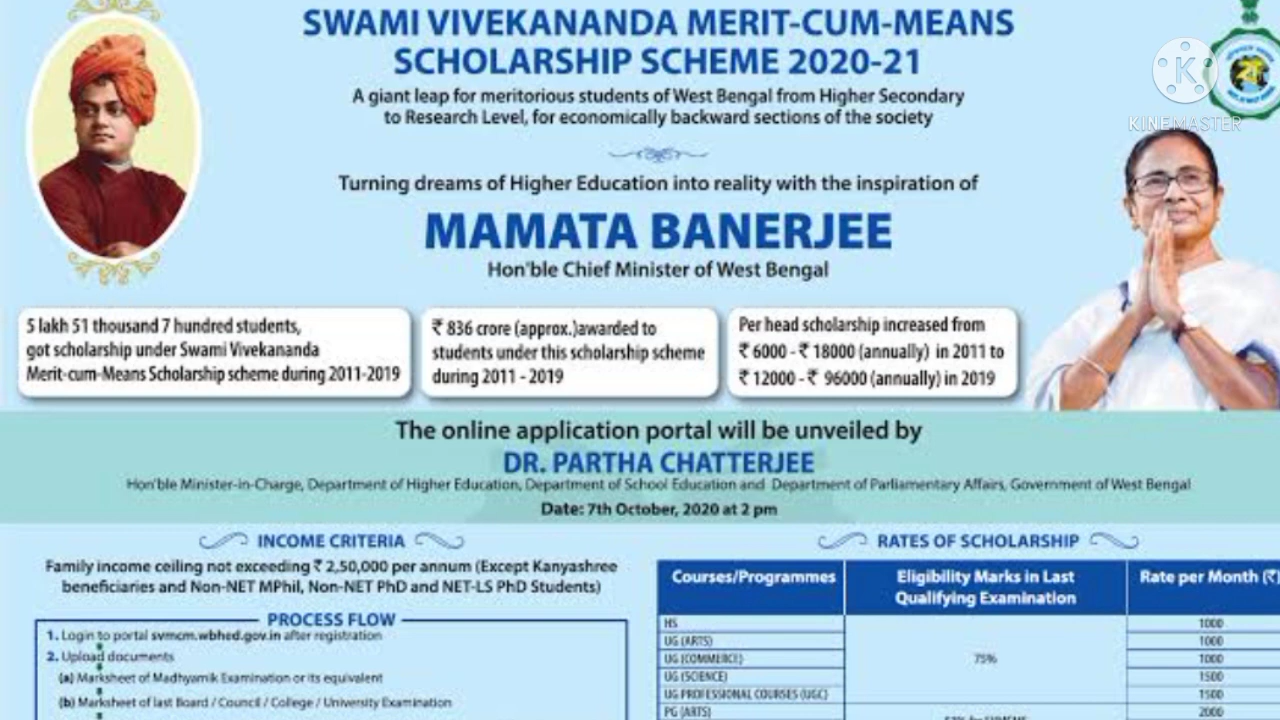 SWAMI VIVEKANANDA MERIT-CUM-MEANS
SCHOLARSHIP SCHEME 2020-21
A giant leap for meritorious students of West Bengal from Higher Secondary
to Research Level, for economically backward sections of the society
KINEMASTER
Turning dreams of Higher Education into reality with the inspiration of
MAMATA BANERJEE
Hon'ble Chief Minister of West Bengal
5 lakh 51 thousand 7 hundred students,
got scholarship under Swami Vivekananda
Merit-cum-Means Scholarship scheme during 2011-2019
₹ 836 crore (approx.)awarded to
students under this scholarship scheme
during 2011 - 2019
Per head scholarship increased from
₹ 6000 - ₹ 18000 (annually) in 2011 to
₹ 12000 - ₹ 96000 (annually) in 2019
The online application portal will be unveiled by
DR. PARTHA CHATTERJEE
Hon'ble Minister-in-Charge, Department of Higher Education, Department of School Education and Department of Parliamentary Affairs, Government of West Bengal
Date: 7th October, 2020 at 2 pm
INCOME CRITERIA
Family income ceiling not exceeding ₹ 2,50,000 per annum (Except Kanyashree
beneficiaries and Non-NET MPhil, Non-NET PhD and NET-LS PhD Students)
PROCESS FLOW
1. Login to portal svmcm.wbhed.gov.in after registration
2. Upload documents
(a) Marksheet of Madhyamik Examination or its equivalent
(b) Marksheet of last Board / Council / College / University Examination
RATES OF SCHOLARSHIP
Courses/Programmes Eligibility Marks in Last Rate per Month (₹)
Qualifying Examination
HS 1000
UG (ARTS) 1000
UG (COMMERCE) 75% 1000
UG (SCIENCE) 1500
UG PROFESSIONAL COURSES (UGC) 1500
PG (ARTS) 2000